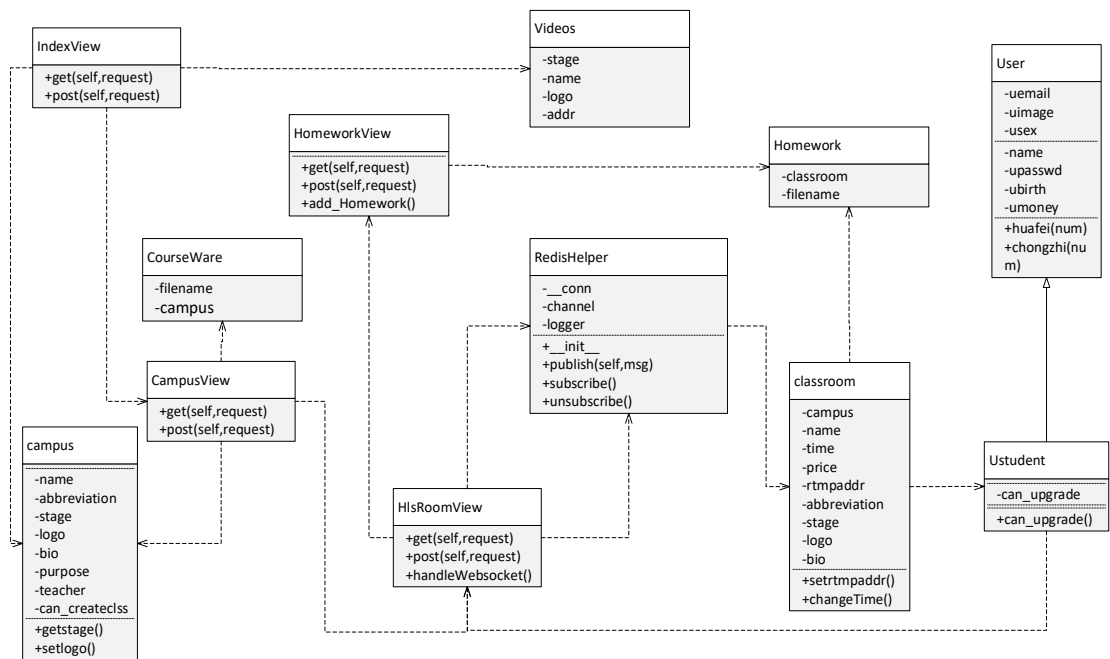 IndexView
+get(self,request)
+post(self,request)
Videos
-stage
-name
-logo
-addr
User
-uemail
-uimage
-usex
-name
-upasswd
-ubirth
-umoney
+huafei(num)
+chongzhi(nu
m)
HomeworkView
+get(self,request)
+post(self,request)
+add_Homework()
Homework
-classroom
-filename
CourseWare
-filename
-campus
RedisHelper
-__conn
-channel
-logger
+__init__
+publish(self,msg)
+subscribe()
+unsubscribe()
CampusView
+get(self,request)
+post(self,request)
classroom
-campus
-name
-time
-price
-rtmpaddr
-abbreviation
-stage
-logo
-bio
+setrtmpaddr()
+changeTime()
campus
-name
-abbreviation
-stage
-logo
-bio
-purpose
-teacher
-can_createclss
+getstage()
+setlogo()
Ustudent
-can_upgrade
+can_upgrade()
HlsRoomView
+get(self,request)
+post(self,request)
+handleWebsocket()